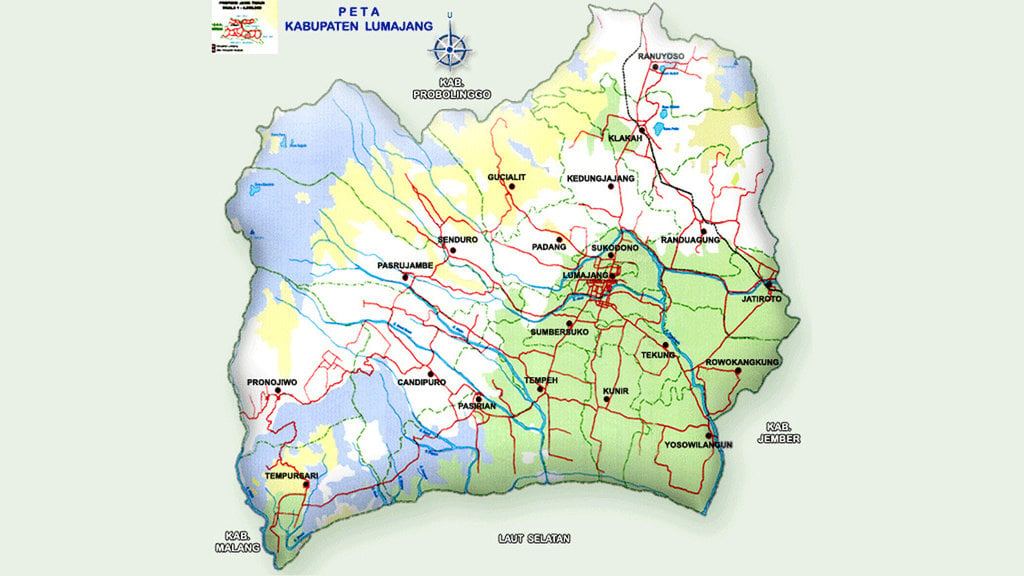 PETA
KABUPATEN LUMAJANG
U
KAB.
PROBOLINGGO
RANUYOSO
KLAKAH
GUCIALIT
KEDUNGJAJANG
SENDURO
PADANG
SUKODONO
RANDUAGUNG
PASRUJAMBE
LUMAJANG
JATIROTO
SUMBERSUKO
TEKUNG
ROWOKANGKUNG
PRONOJIWO
CANDIPURO
TEMPEH
KUNIR
PASIRIAN
KAB.
JEMBER
YOSOWILANGUN
TEMPURSARI
KAB.
MALANG
LAUT SELATAN